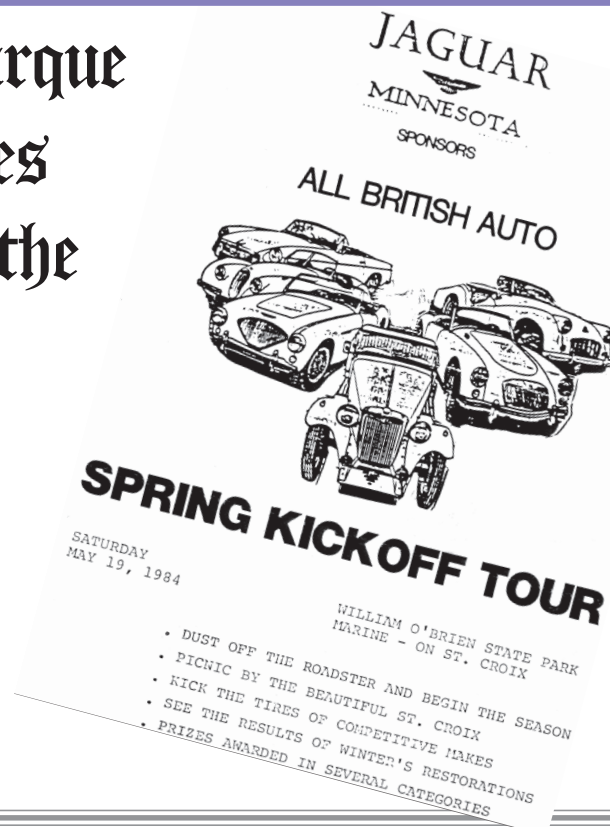 rque
es
the
JAGUAR
MINNESOTA
SPONSORS
ALL BRITISH AUTO
SPRING KICKOFF TOUR
SATURDAY
MAY 19, 1984
WILLIAM O'BRIEN STATE PARK
MARINE - ON ST. CROIX
• DUST OFF THE ROADSTER AND BEGIN THE SEASON
• PICNIC BY THE BEAUTIFUL ST. CROIX
• KICK THE TIRES OF COMPETITIVE MAKES
• SEE THE RESULTS OF WINTER'S RESTORATIONS
• PRIZES AWARDED IN SEVERAL CATEGORIES